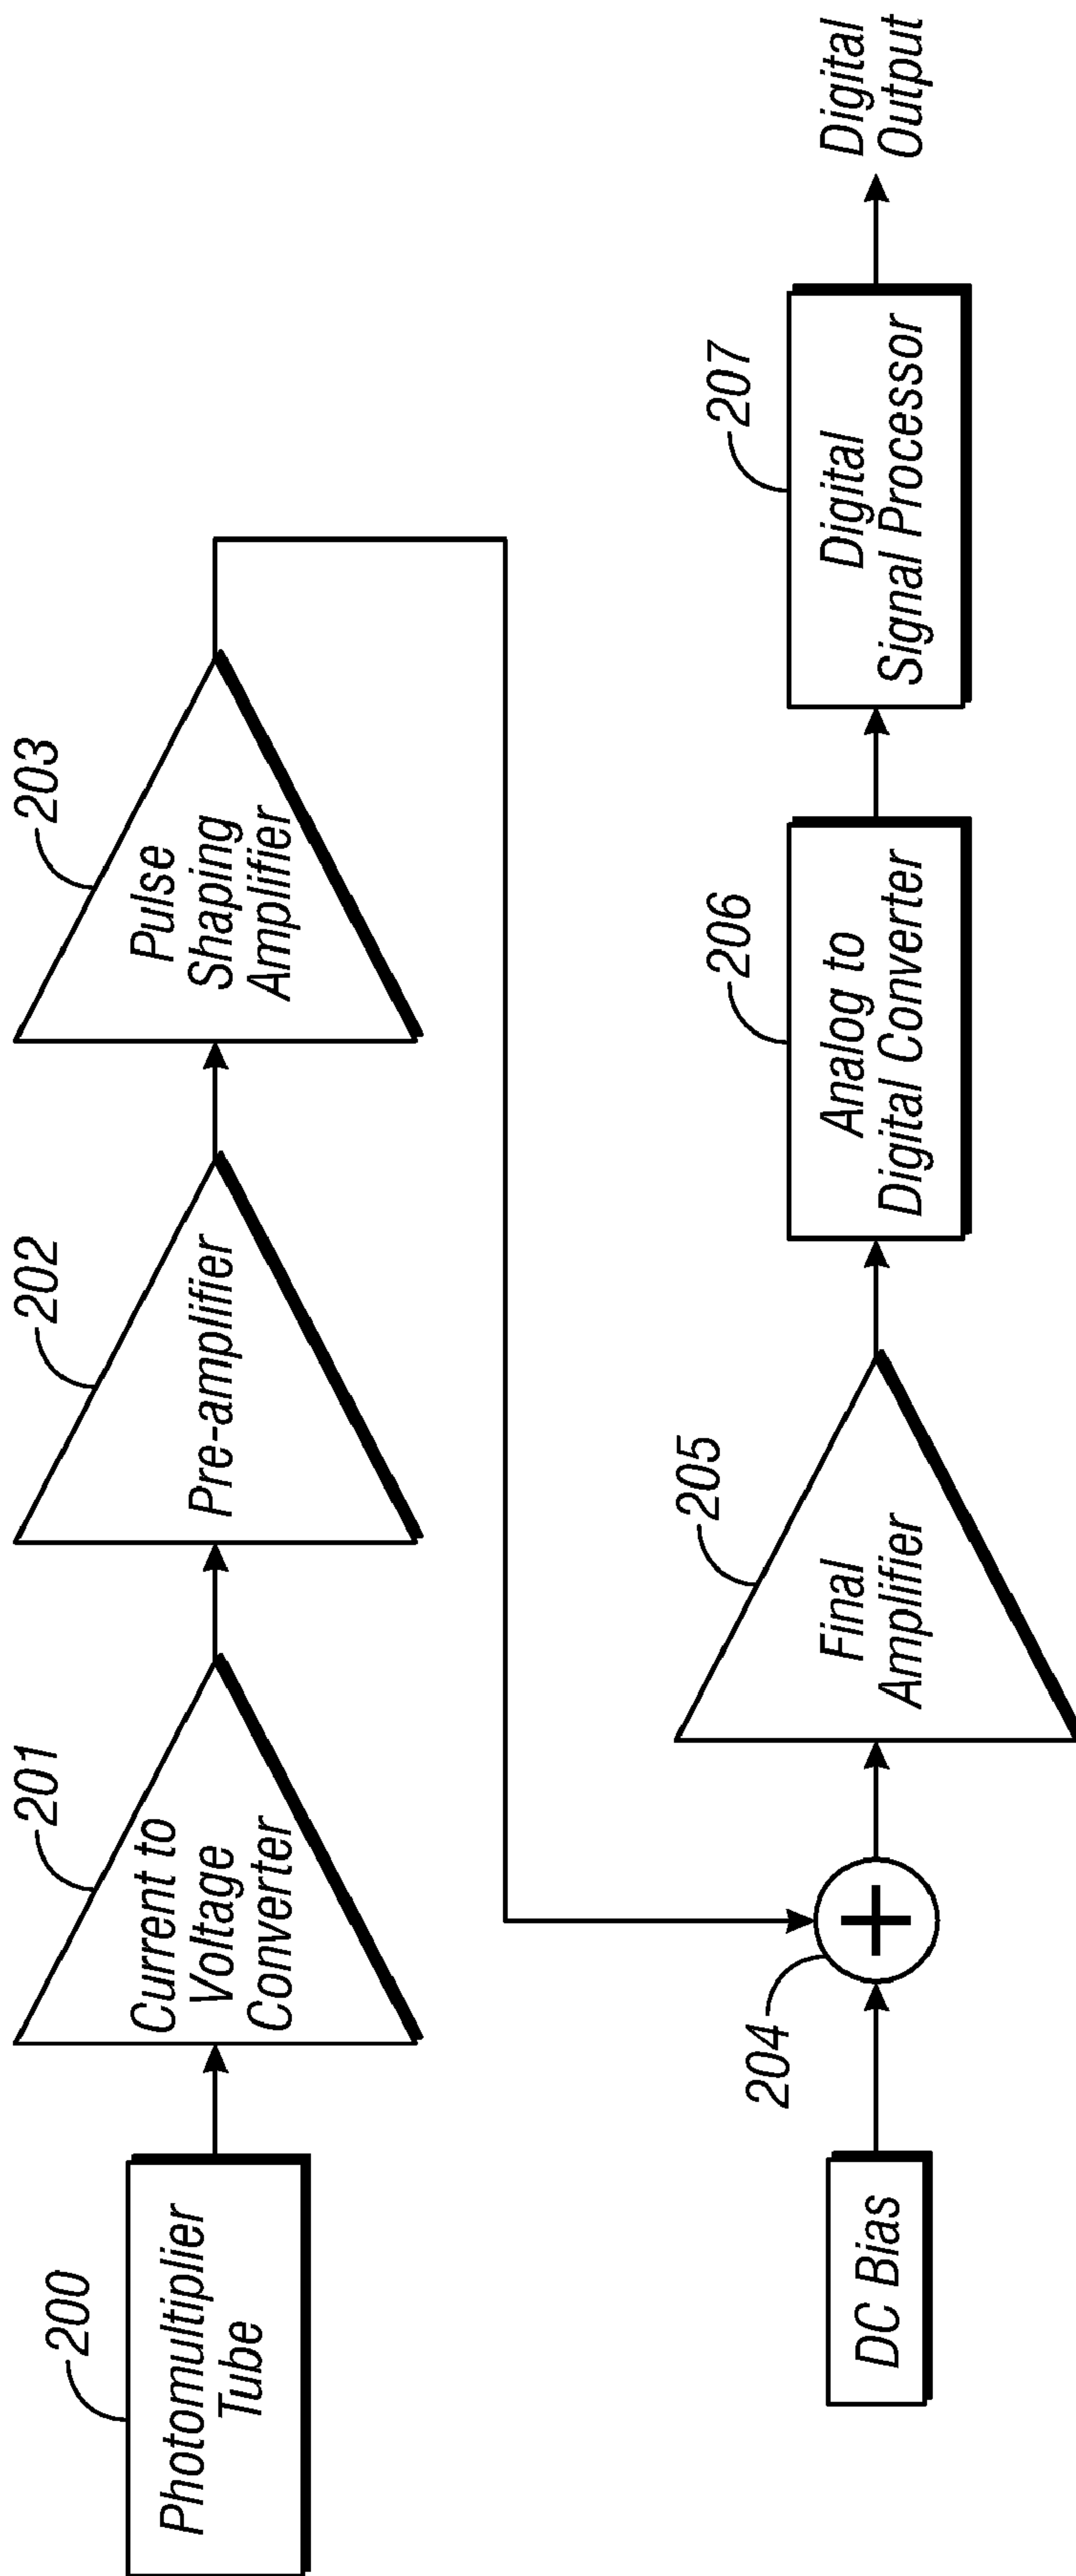 200
Photomultiplier
Tube
201
Current to
Voltage
Converter
202
Pre-amplifier
203
Pulse
Shaping
Amplifier
DC Bias
204
+
205
Final
Amplifier
206
Analog to
Digital Converter
207
Digital
Signal Processor
Digital
Output